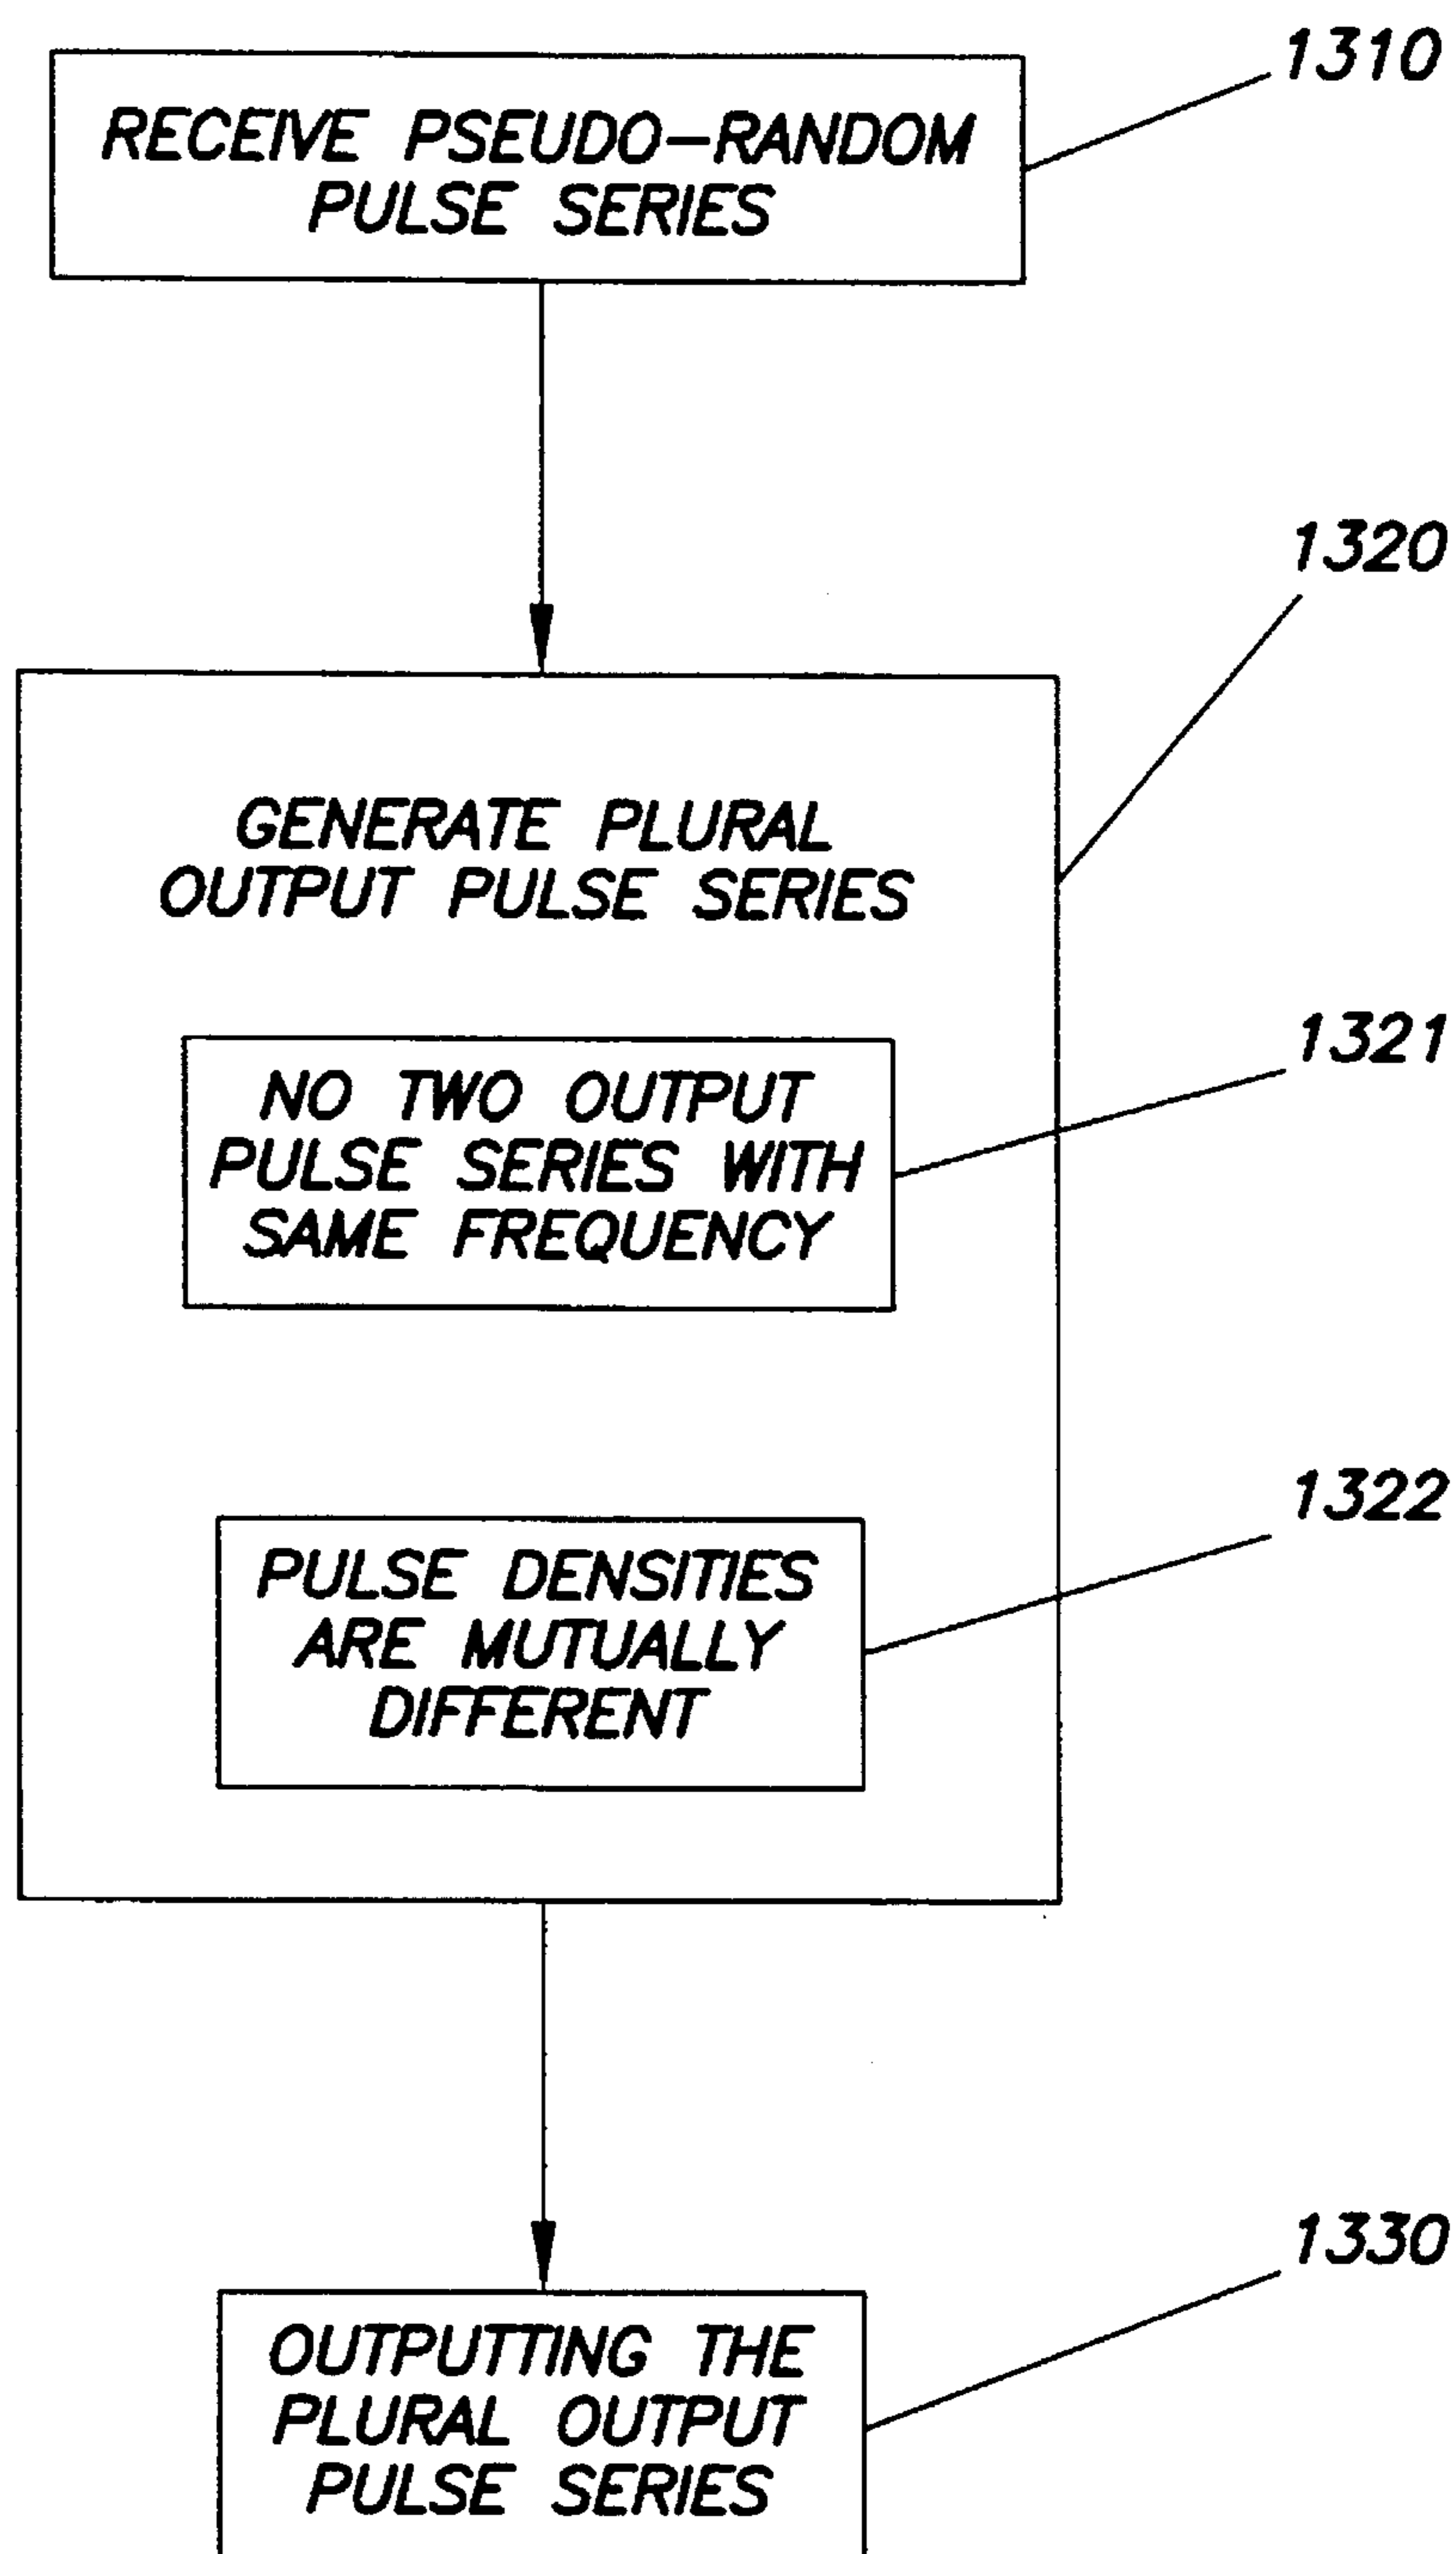 1310
RECEIVE PSEUDO-RANDOM
PULSE SERIES
1320
GENERATE PLURAL
OUTPUT PULSE SERIES
1321
NO TWO OUTPUT
PULSE SERIES WITH
SAME FREQUENCY
1322
PULSE DENSITIES
ARE MUTUALLY
DIFFERENT
1330
OUTPUTTING THE
PLURAL OUTPUT
PULSE SERIES